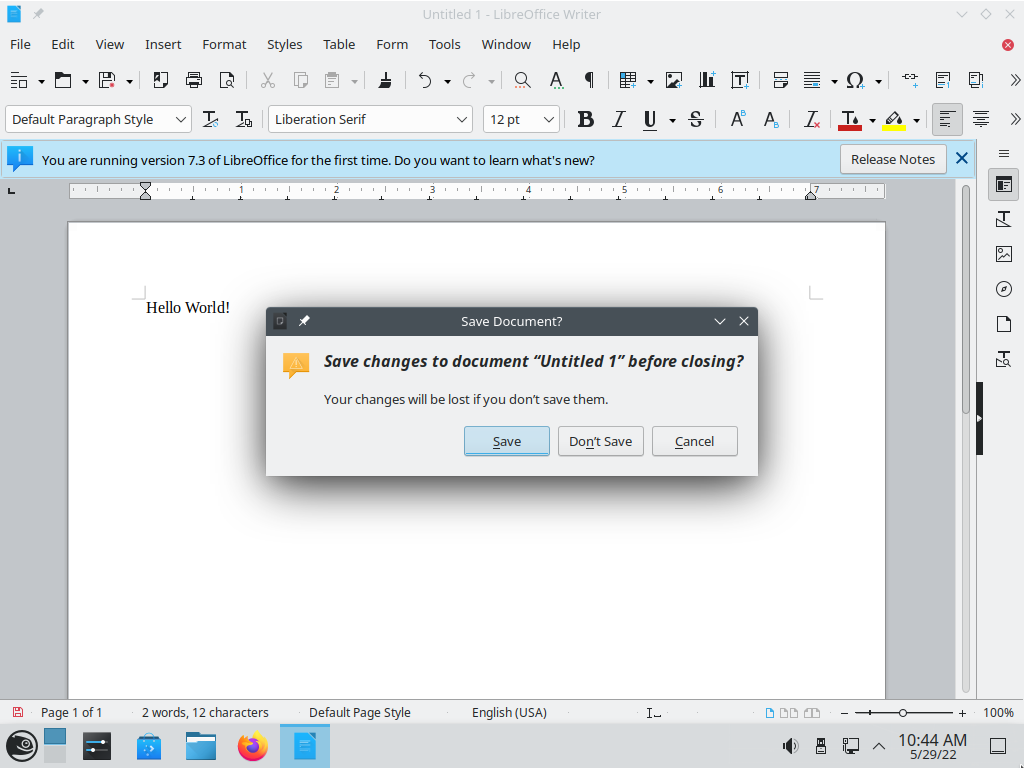 Untitled 1 - LibreOffice Writer
File Edit View Insert Format Styles Table Form Tools Window Help
Default Paragraph Style Liberation Serif 12 pt B I U S
You are running version 7.3 of LibreOffice for the first time. Do you want to learn what's new? Release Notes
1 2 3 4 5 6 7
Hello World!
Save Document?
Save changes to document “Untitled 1” before closing?
Your changes will be lost if you don’t save them.
Save Don’t Save Cancel
Page 1 of 1 2 words, 12 characters Default Page Style English (USA) 100%
10:44 AM
5/29/22